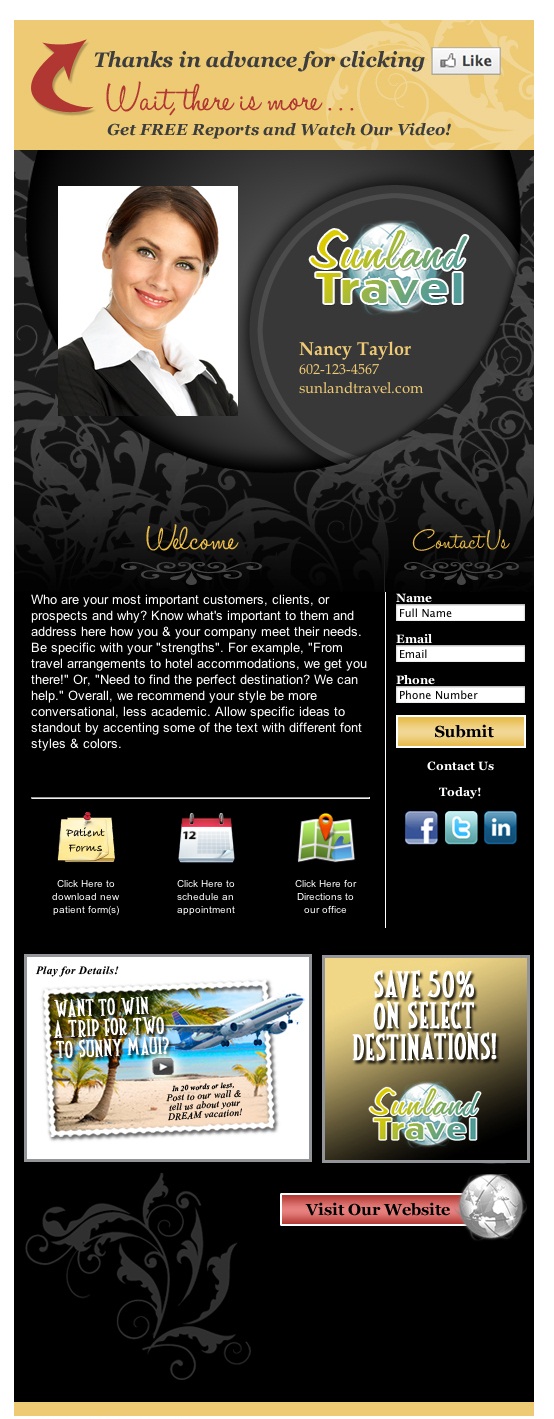 Thanks in advance for clicking Like
Wait, there is more . . .
Get FREE Reports and Watch Our Video!
Sunland
Travel
Nancy Taylor
602-123-4567
sunlandtravel.com
Welcome
Who are your most important customers, clients, or
prospects and why? Know what's important to them and
address here how you & your company meet their needs.
Be specific with your "strengths". For example, "From
travel arrangements to hotel accommodations, we get you
there!" Or, "Need to find the perfect destination? We can
help." Overall, we recommend your style be more
conversational, less academic. Allow specific ideas to
standout by accenting some of the text with different font
styles & colors.
Patient
Forms
Click Here to
download new
patient form(s)
12
Click Here to
schedule an
appointment
Click Here for
Directions to
our office
Contact Us
Name
Full Name
Email
Email
Phone
Phone Number
Submit
Contact Us
Today!
f
t
in
Play for Details!
WANT TO WIN
A TRIP FOR TWO
TO SUNNY MAUI?
In 20 words or less,
Post to our wall &
tell us about your
DREAM vacation!
SAVE 50%
ON SELECT
DESTINATIONS!
Sunland
Travel
Visit Our Website